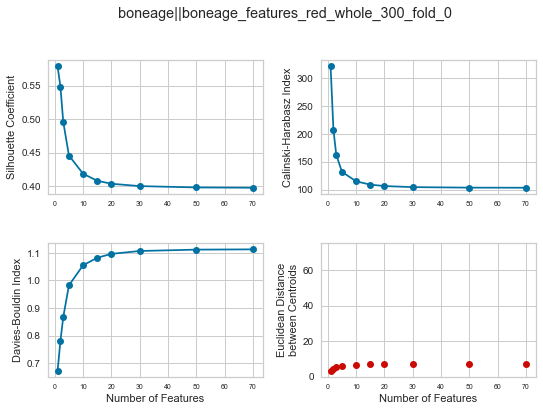 boneage||boneage_features_red_whole_300_fold_0
Silhouette Coefficient
0.55
0.50
0.45
0.40
0 10 20 30 40 50 60 70
Calinski-Harabasz Index
300
250
200
150
100
0 10 20 30 40 50 60 70
Davies-Bouldin Index
1.1
1.0
0.9
0.8
0.7
0 10 20 30 40 50 60 70
Number of Features
Euclidean Distance
between Centroids
60
40
20
0
0 10 20 30 40 50 60 70
Number of Features